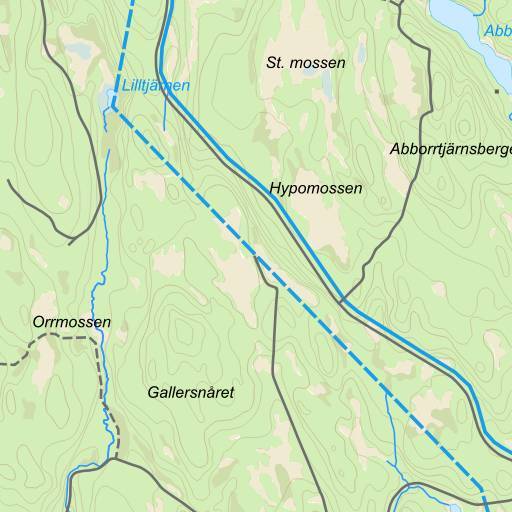 Abb
St. mossen
Lilltjärnen
Abborrtjärnsberge
Hypomossen
Orrmossen
Gallersnåret